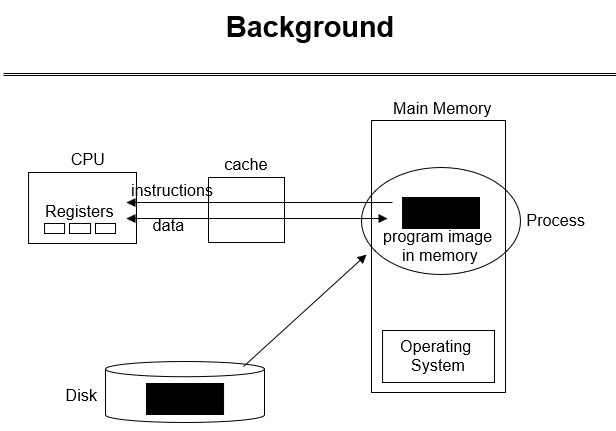 Background
Main Memory
CPU
cache
instructions
Registers
data
Process
program image
in memory
Operating
System
Disk